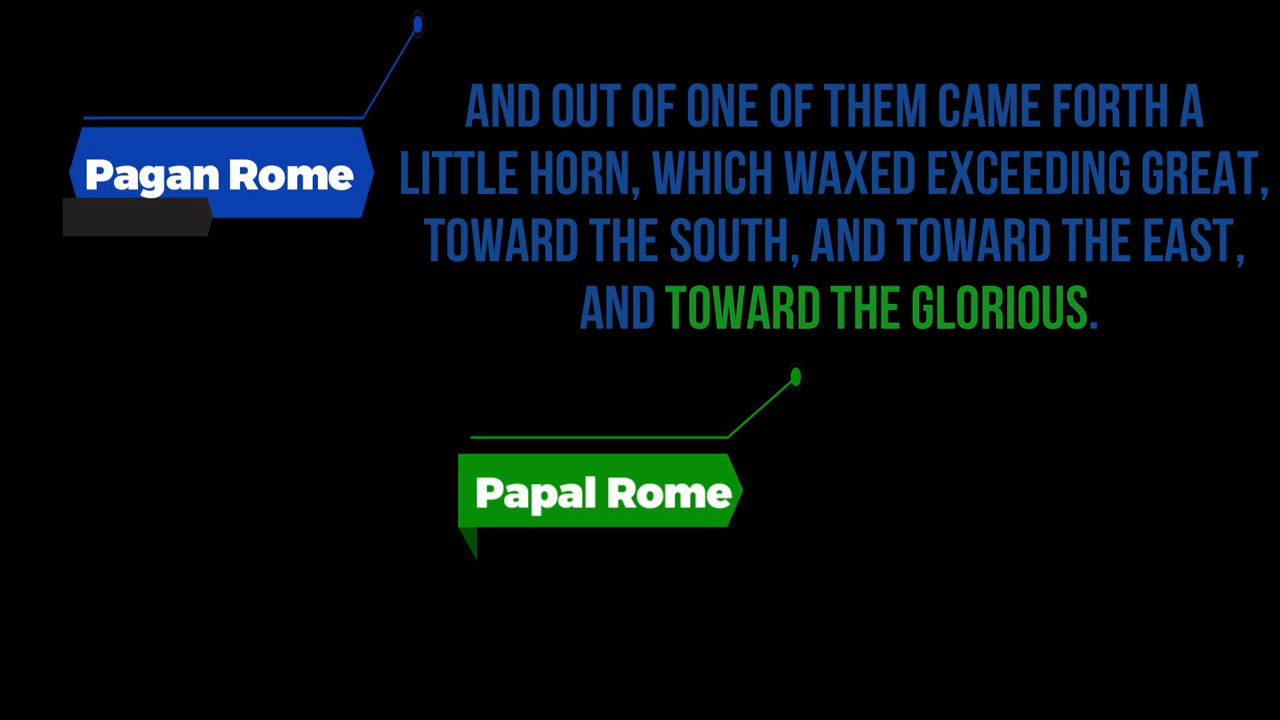 Pagan Rome
AND OUT OF ONE OF THEM CAME FORTH A
LITTLE HORN, WHICH WAXED EXCEEDING GREAT,
TOWARD THE SOUTH, AND TOWARD THE EAST,
AND TOWARD THE GLORIOUS.
Papal Rome